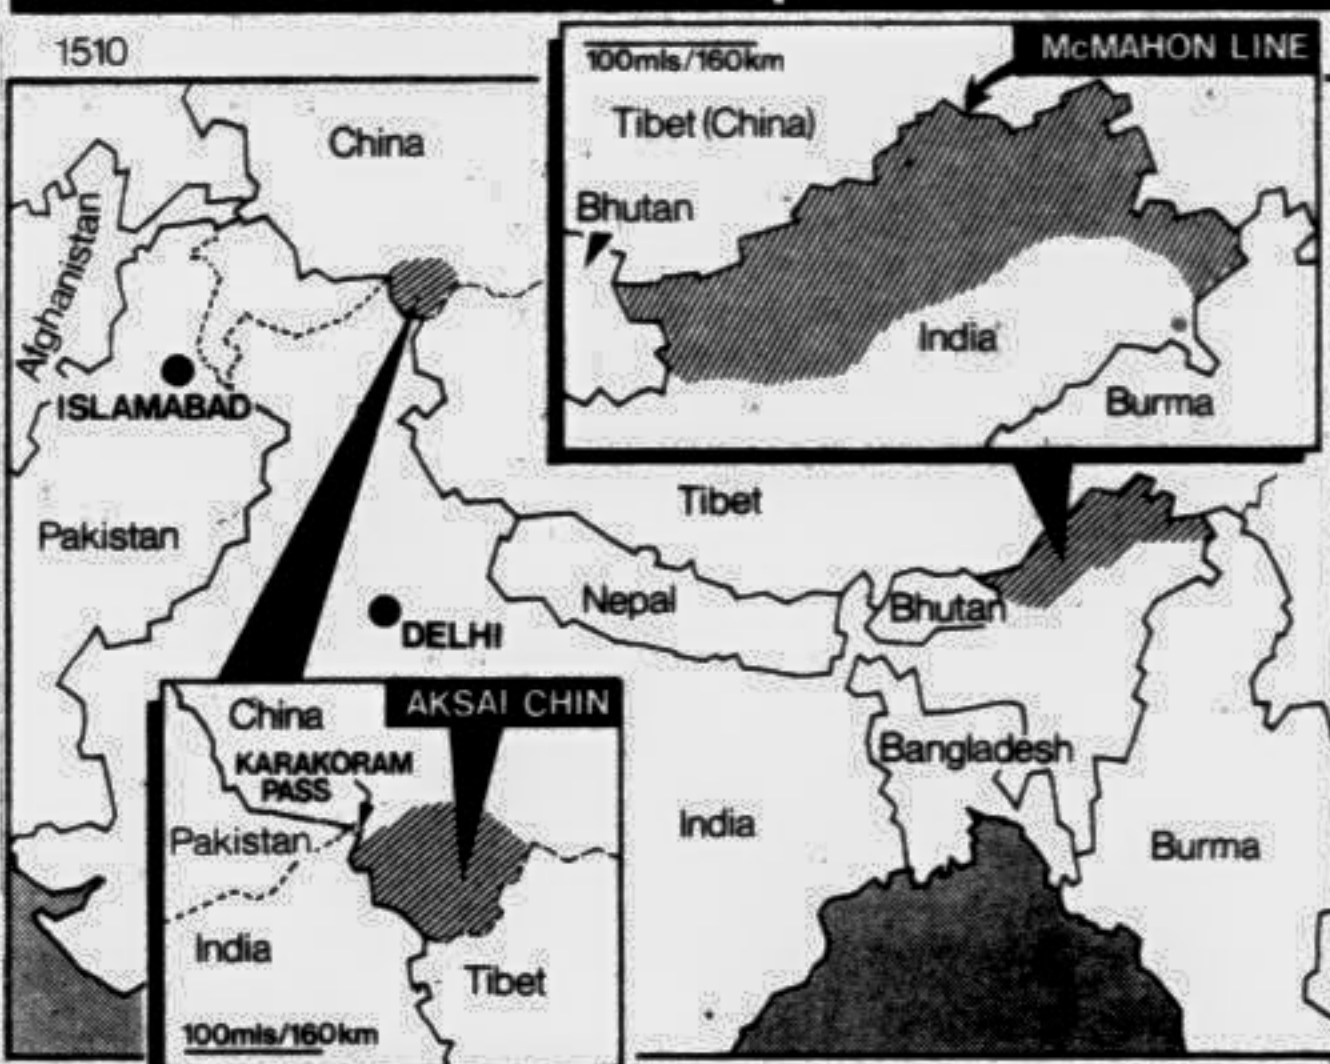 1510
China
Afghanistan
ISLAMABAD
Pakistan
DELHI
Tibet
Nepal
Bhutan
Bangladesh
India
Burma
100mls/160km
McMAHON LINE
Tibet (China)
Bhutan
India
Burma
AKSAI CHIN
China
KARAKORAM
PASS
Pakistan
India
Tibet
100mls/160km